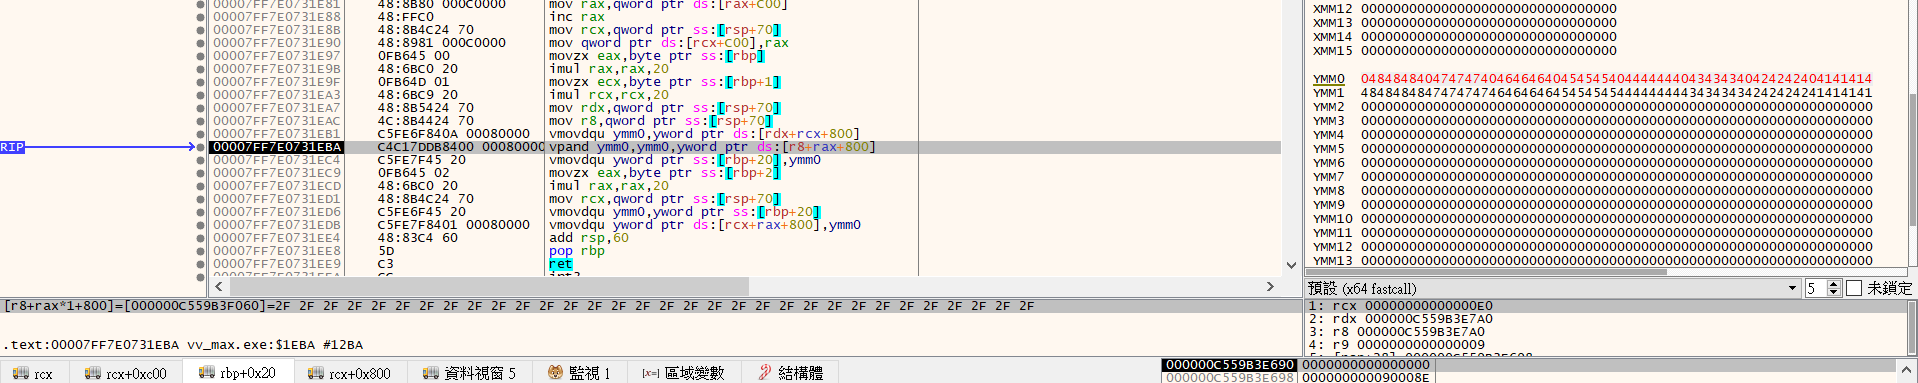 00007FF7E0731E81 48:8B80 000C0000 mov rax,qword ptr ds:[rax+C00]
00007FF7E0731E88 48:FFC0 inc rax
00007FF7E0731E8B 48:8B4C24 70 mov rcx,qword ptr ss:[rsp+70]
00007FF7E0731E90 48:8981 000C0000 mov qword ptr ds:[rcx+C00],rax
00007FF7E0731E97 0FB645 00 movzx eax,byte ptr ss:[rbp]
00007FF7E0731E9B 48:6BC0 20 imul rax,rax,20
00007FF7E0731E9F 0FB64D 01 movzx ecx,byte ptr ss:[rbp+1]
00007FF7E0731EA3 48:6BC9 20 imul rcx,rcx,20
00007FF7E0731EA7 48:8B5424 70 mov rdx,qword ptr ss:[rsp+70]
00007FF7E0731EAC 4C:8B4424 70 mov r8,qword ptr ss:[rsp+70]
00007FF7E0731EB1 C5FE6F840A 00080000 vmovdqu ymm0,yword ptr ds:[rdx+rcx+800]
RIP 00007FF7E0731EBA C4C17DDB8400 00080000 vpand ymm0,ymm0,yword ptr ds:[r8+rax+800]
00007FF7E0731EC4 C5FE7F45 20 vmovdqu yword ptr ss:[rbp+20],ymm0
00007FF7E0731EC9 0FB645 02 movzx eax,byte ptr ss:[rbp+2]
00007FF7E0731ECD 48:6BC0 20 imul rax,rax,20
00007FF7E0731ED1 48:8B4C24 70 mov rcx,qword ptr ss:[rsp+70]
00007FF7E0731ED6 C5FE6F45 20 vmovdqu ymm0,yword ptr ss:[rbp+20]
00007FF7E0731EDB C5FE7F8401 00080000 vmovdqu yword ptr ds:[rcx+rax+800],ymm0
00007FF7E0731EE4 48:83C4 60 add rsp,60
00007FF7E0731EE8 5D pop rbp
00007FF7E0731EE9 C3 ret
[r8+rax*1+800]=[000000C559B3F060]=2F 2F 2F 2F 2F 2F 2F 2F 2F 2F 2F 2F 2F 2F 2F 2F 2F 2F 2F 2F 2F 2F 2F 2F 2F 2F 2F 2F 2F 2F 2F 2F
.text:00007FF7E0731EBA vv_max.exe:$1EBA #12BA
rcx
rcx+0xc00
rbp+0x20
rcx+0x800
資料視窗 5
監視 1
[x=] 區域變數
結構體
XMM12 00000000000000000000000000000000
XMM13 00000000000000000000000000000000
XMM14 00000000000000000000000000000000
XMM15 00000000000000000000000000000000
YMM0 0484848404747474046464640454545404444444043434340424242404141414
YMM1 4848484847474747464646464545454544444444434343434242424241414141
YMM2 0000000000000000000000000000000000000000000000000000000000000000
YMM3 0000000000000000000000000000000000000000000000000000000000000000
YMM4 0000000000000000000000000000000000000000000000000000000000000000
YMM5 0000000000000000000000000000000000000000000000000000000000000000
YMM6 0000000000000000000000000000000000000000000000000000000000000000
YMM7 0000000000000000000000000000000000000000000000000000000000000000
YMM8 0000000000000000000000000000000000000000000000000000000000000000
YMM9 0000000000000000000000000000000000000000000000000000000000000000
YMM10 0000000000000000000000000000000000000000000000000000000000000000
YMM11 0000000000000000000000000000000000000000000000000000000000000000
YMM12 0000000000000000000000000000000000000000000000000000000000000000
YMM13 0000000000000000000000000000000000000000000000000000000000000000
預設 (x64 fastcall) 5 未鎖定
1: rcx 00000000000000E0
2: rdx 000000C559B3E7A0
3: r8 000000C559B3E7A0
4: r9 0000000000000009
000000C559B3E690 0000000000000000
000000C559B3E698 000000000090008E